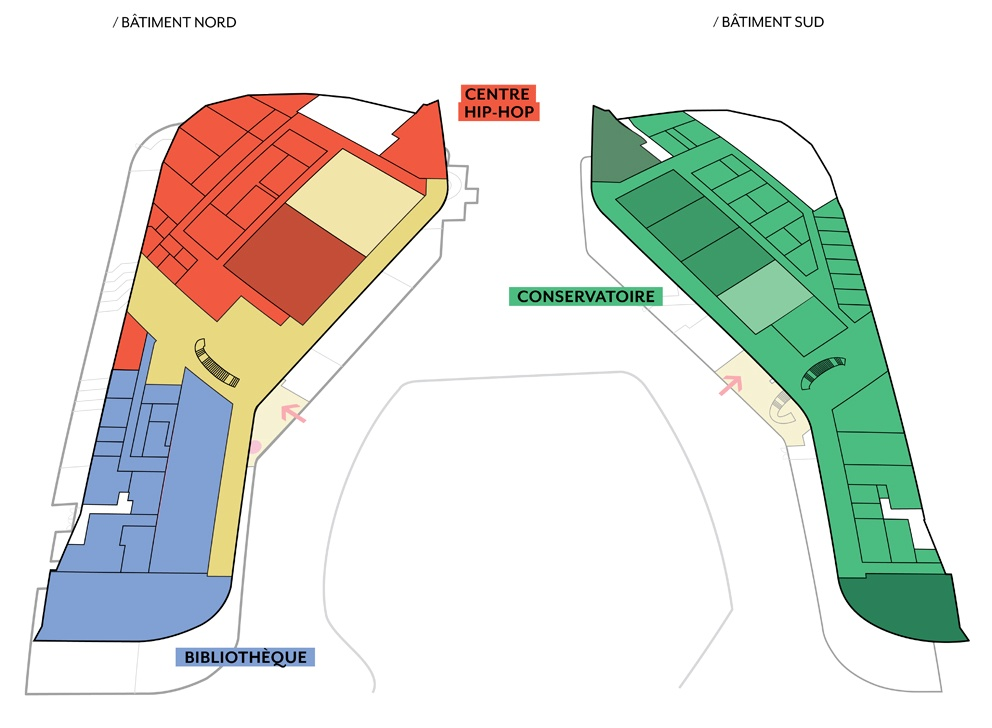 / BÂTIMENT NORD
/ BÂTIMENT SUD
CENTRE
HIP-HOP
CONSERVATOIRE
BIBLIOTHÈQUE